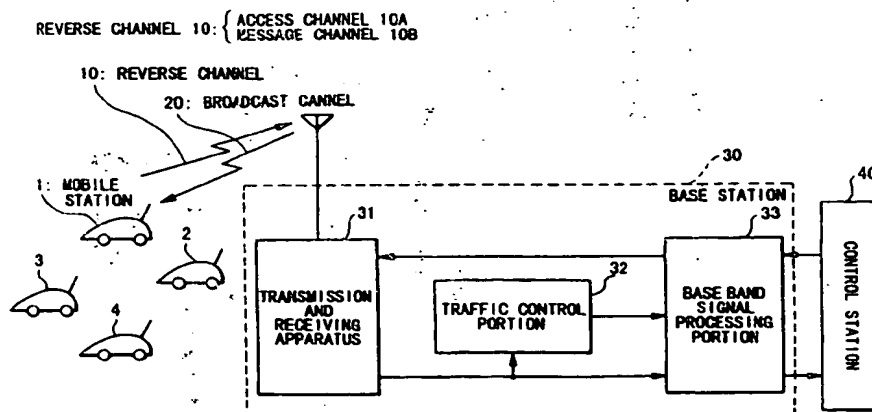 REVERSE CHANNEL 10: { ACCESS CHANNEL 10A
MESSAGE CHANNEL 10B
10: REVERSE CHANNEL
20: BROADCAST CANNEL
1: MOBILE
STATION
2
3
4
30
BASE STATION
31
TRANSMISSION
AND
RECEIVING
APPARATUS
32
TRAFFIC CONTROL
PORTION
33
BASE BAND
SIGNAL
PROCESSING
PORTION
40
CONTROL STATION